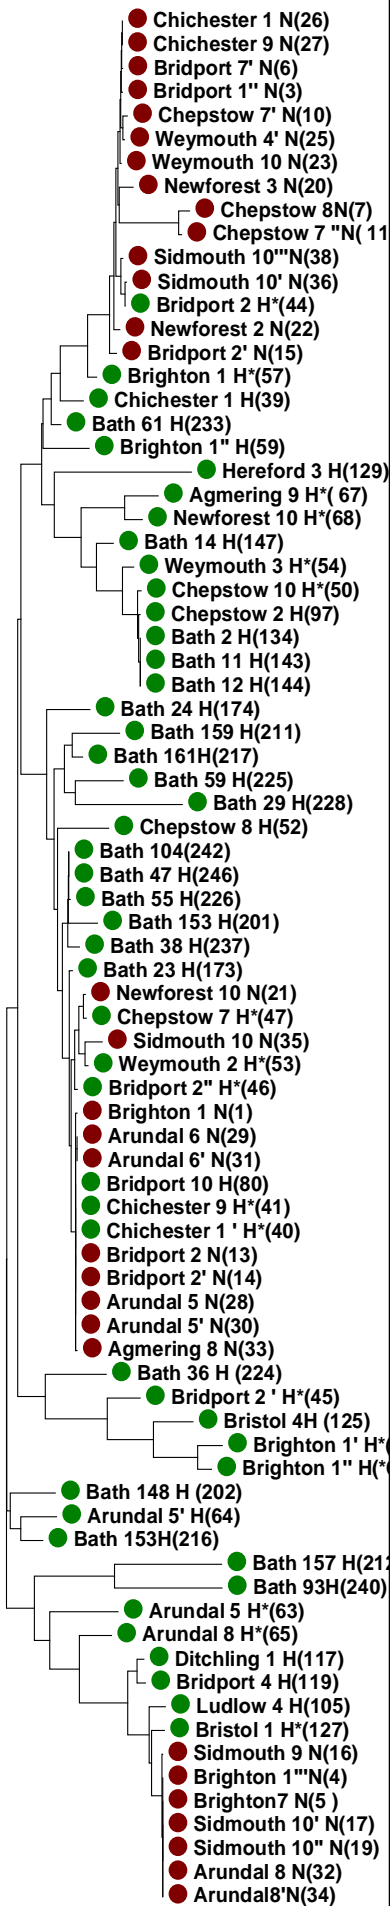 Chichester 1 N(26)
Chichester 9 N(27)
Bridport 7' N(6)
Bridport 1'' N(3)
Chepstow 7' N(10)
Weymouth 4' N(25)
Weymouth 10 N(23)
Newforest 3 N(20)
Chepstow 8N(7)
Chepstow 7 "N( 11
Sidmouth 10'"N(38)
Sidmouth 10' N(36)
Bridport 2 H*(44)
Newforest 2 N(22)
Bridport 2' N(15)
Brighton 1 H*(57)
Chichester 1 H(39)
Bath 61 H(233)
Brighton 1" H(59)
Hereford 3 H(129)
Agmering 9 H*( 67)
Newforest 10 H*(68)
Bath 14 H(147)
Weymouth 3 H*(54)
Chepstow 10 H*(50)
Chepstow 2 H(97)
Bath 2 H(134)
Bath 11 H(143)
Bath 12 H(144)
Bath 24 H(174)
Bath 159 H(211)
Bath 161H(217)
Bath 59 H(225)
Bath 29 H(228)
Chepstow 8 H(52)
Bath 104(242)
Bath 47 H(246)
Bath 55 H(226)
Bath 153 H(201)
Bath 38 H(237)
Bath 23 H(173)
Newforest 10 N(21)
Chepstow 7 H*(47)
Sidmouth 10 N(35)
Weymouth 2 H*(53)
Bridport 2" H*(46)
Brighton 1 N(1)
Arundal 6 N(29)
Arundal 6' N(31)
Bridport 10 H(80)
Chichester 9 H*(41)
Chichester 1 ' H*(40)
Bridport 2 N(13)
Bridport 2' N(14)
Arundal 5 N(28)
Arundal 5' N(30)
Agmering 8 N(33)
Bath 36 H (224)
Bridport 2 ' H*(45)
Bristol 4H (125)
Brighton 1' H*(
Brighton 1" H(*
Bath 148 H (202)
Arundal 5' H(64)
Bath 153H(216)
Bath 157 H(212
Bath 93H(240)
Arundal 5 H*(63)
Arundal 8 H*(65)
Ditchling 1 H(117)
Bridport 4 H(119)
Ludlow 4 H(105)
Bristol 1 H*(127)
Sidmouth 9 N(16)
Brighton 1"'N(4)
Brighton7 N(5 )
Sidmouth 10' N(17)
Sidmouth 10" N(19)
Arundal 8 N(32)
Arundal8'N(34)